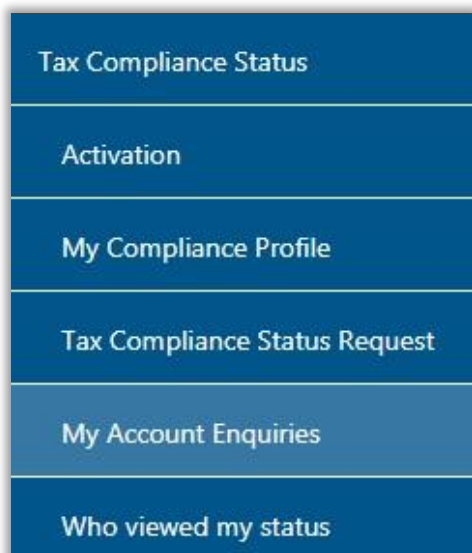 Tax Compliance Status
Activation
My Compliance Profile
Tax Compliance Status Request
My Account Enquiries
Who viewed my status